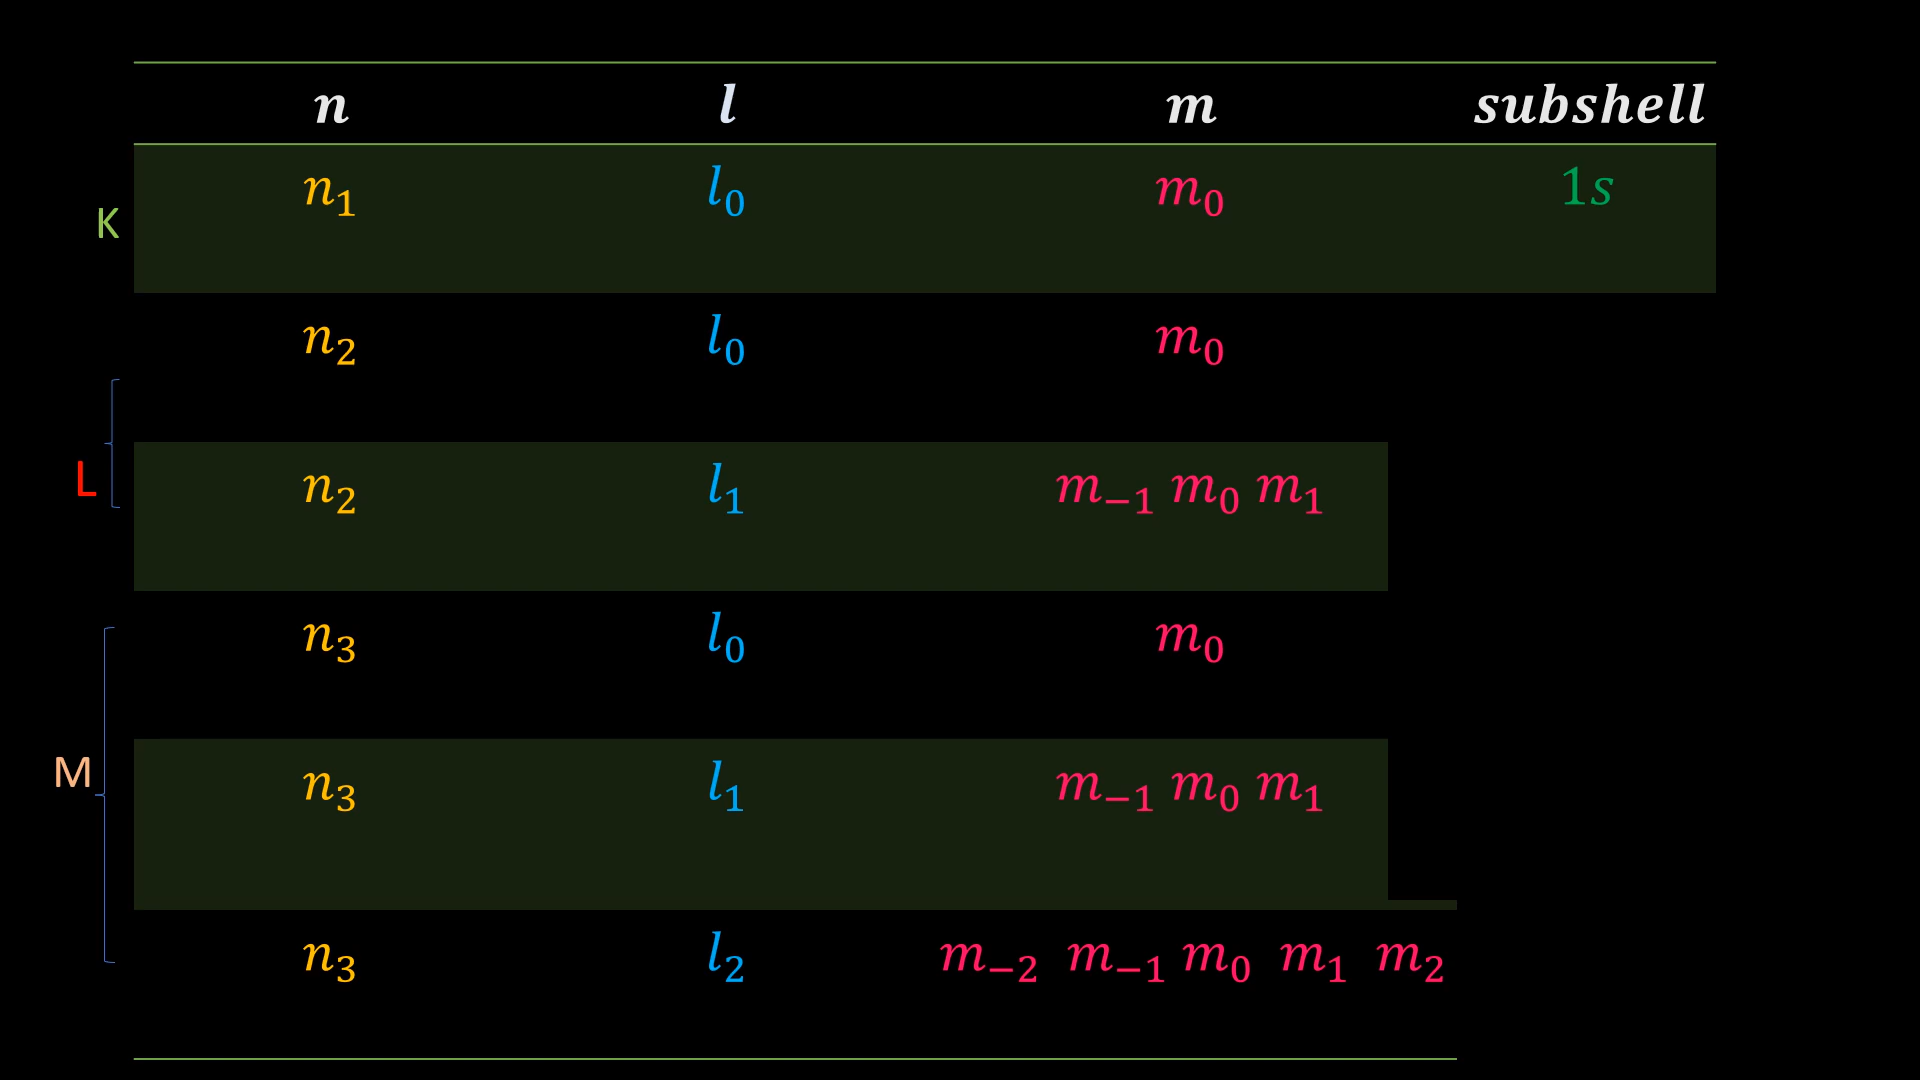 n l m subshell
K n₁ l₀ m₀ 1s
n₂ l₀ m₀
L n₂ l₁ m₋₁ m₀ m₁
n₃ l₀ m₀
M n₃ l₁ m₋₁ m₀ m₁
n₃ l₂ m₋₂ m₋₁ m₀ m₁ m₂